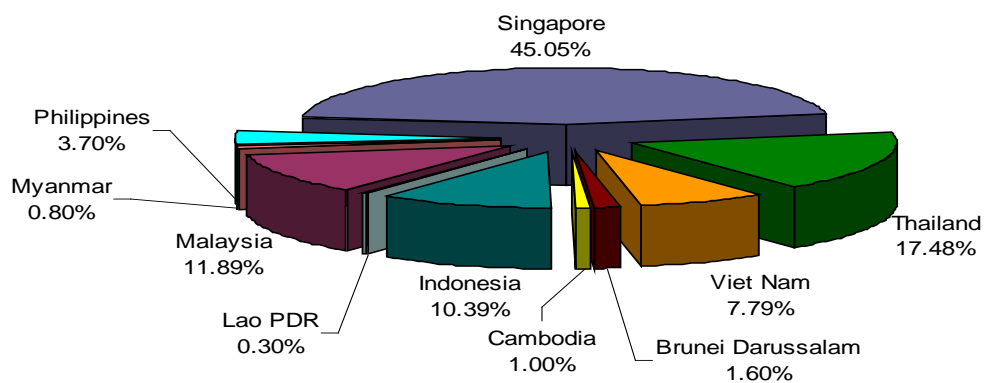 Singapore
45.05%
Philippines
3.70%
Myanmar
0.80%
Malaysia
11.89%
Lao PDR
0.30%
Indonesia
10.39%
Cambodia
1.00%
Brunei Darussalam
1.60%
Viet Nam
7.79%
Thailand
17.48%